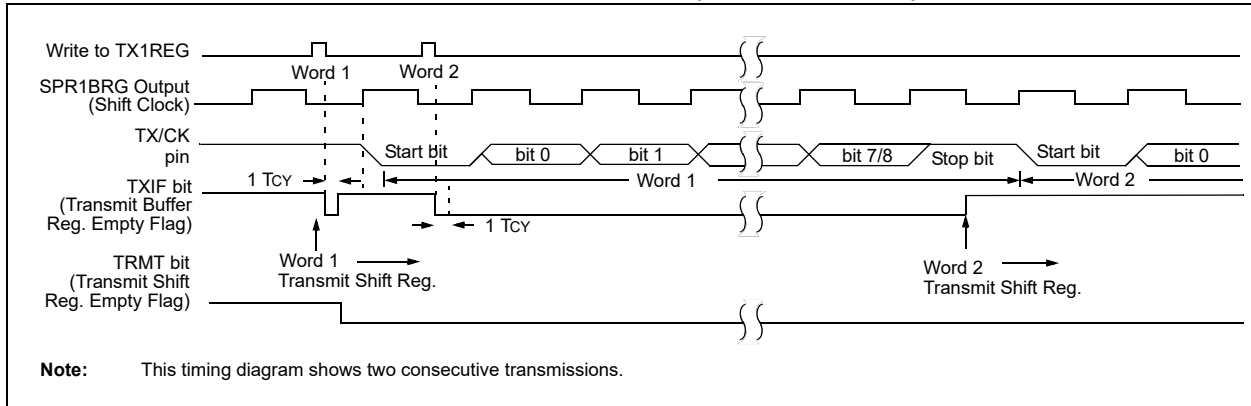 Write to TX1REG
Word 1
Word 2
SPR1BRG Output
(Shift Clock)
TX/CK
pin
Start bit
bit 0
bit 1
bit 7/8
Stop bit
Start bit
bit 0
Word 1
Word 2
1 TCY
TXIF bit
(Transmit Buffer
Reg. Empty Flag)
1 TCY
Word 1
Transmit Shift Reg.
Word 2
Transmit Shift Reg.
TRMT bit
(Transmit Shift
Reg. Empty Flag)
Note: This timing diagram shows two consecutive transmissions.